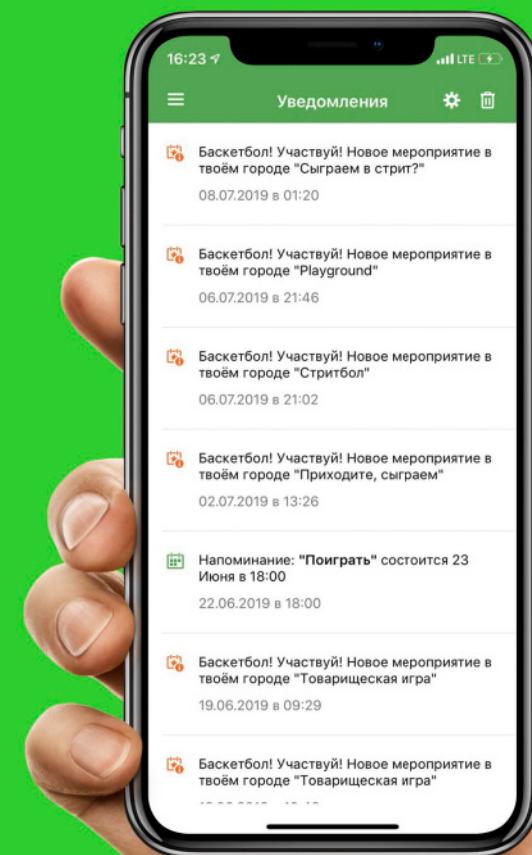 16:23
LTE
Уведомления
Баскетбол! Участвуй! Новое мероприятие в
твоём городе "Сыграем в стрит?"
08.07.2019 в 01:20
Баскетбол! Участвуй! Новое мероприятие в
твоём городе "Playground"
06.07.2019 в 21:46
Баскетбол! Участвуй! Новое мероприятие в
твоём городе "Стритбол"
06.07.2019 в 21:02
Баскетбол! Участвуй! Новое мероприятие в
твоём городе "Приходите, сыграем"
02.07.2019 в 13:26
Напоминание: "Поиграть" состоится 23
Июня в 18:00
22.06.2019 в 18:00
Баскетбол! Участвуй! Новое мероприятие в
твоём городе "Товарищеская игра"
19.06.2019 в 09:29
Баскетбол! Участвуй! Новое мероприятие в
твоём городе "Товарищеская игра"